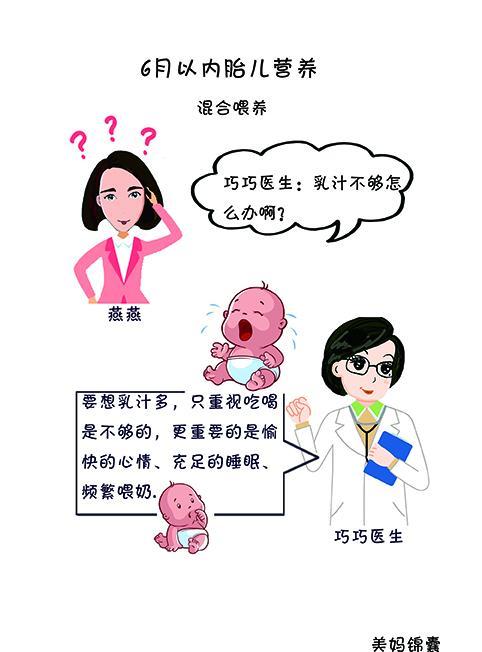 6月以内胎儿营养
混合喂养
? ? ?
巧巧医生：乳汁不够怎
么办啊？
燕燕
要想乳汁多，只重视吃喝
是不够的，更重要的是愉
快的心情、充足的睡眠、
频繁喂奶。
巧巧医生
美妈锦囊